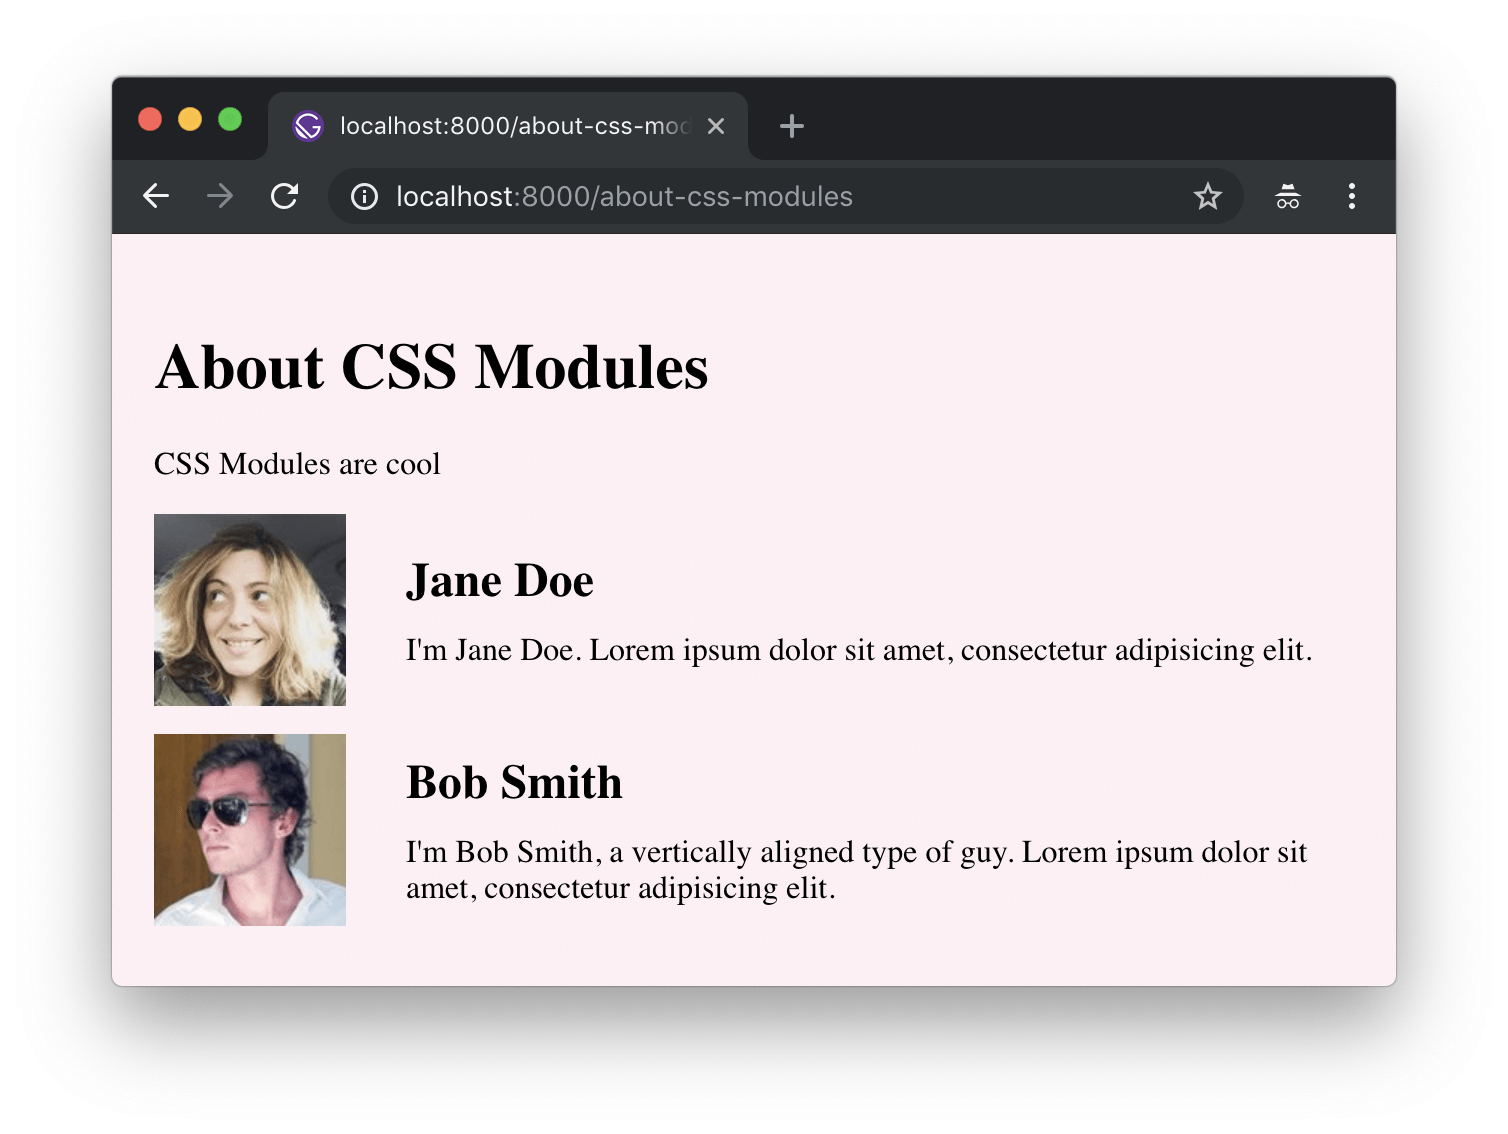 localhost:8000/about-css-mod
localhost:8000/about-css-modules
About CSS Modules
CSS Modules are cool
Jane Doe
I'm Jane Doe. Lorem ipsum dolor sit amet, consectetur adipisicing elit.
Bob Smith
I'm Bob Smith, a vertically aligned type of guy. Lorem ipsum dolor sit
amet, consectetur adipisicing elit.